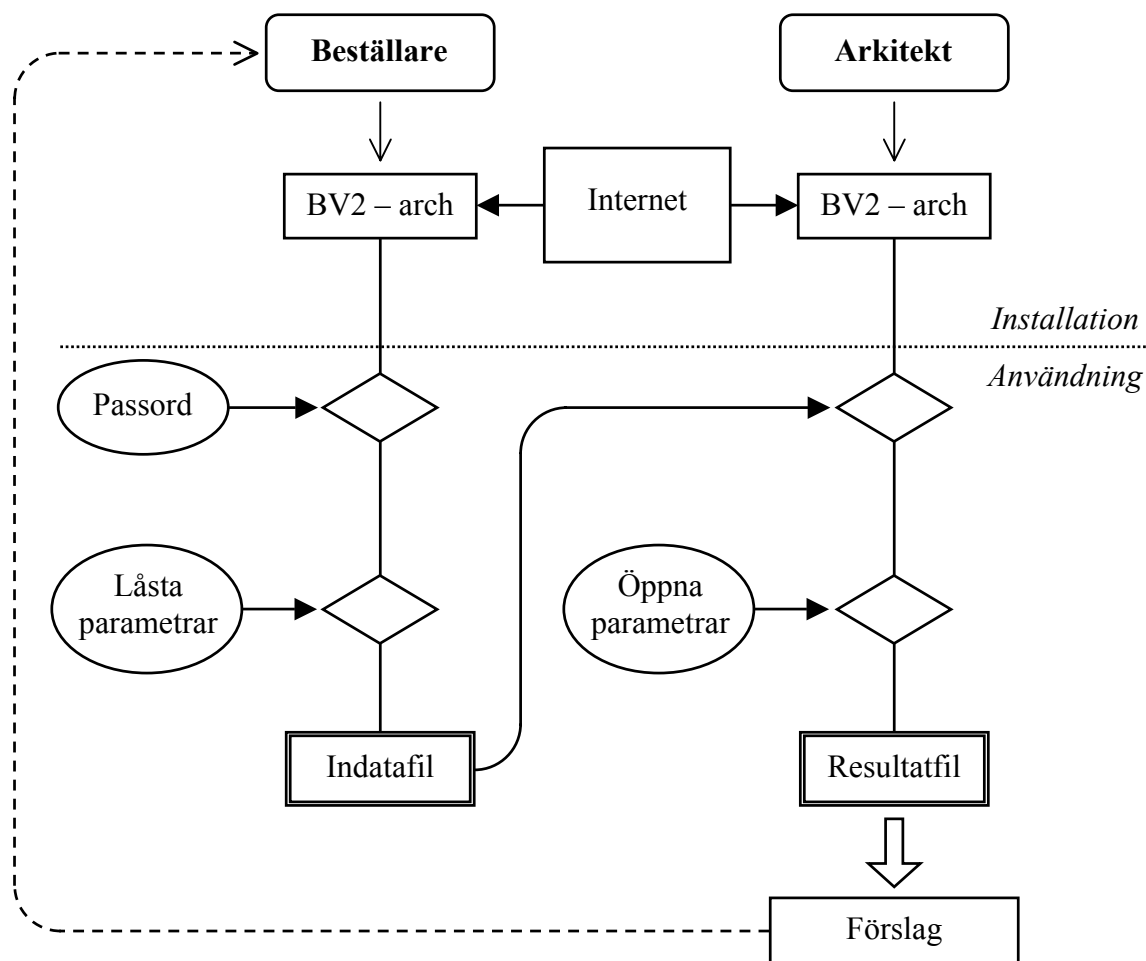 Beställare
Arkitekt
BV2 – arch
Internet
BV2 – arch
Installation
Användning
Passord
Låsta
parametrar
Öppna
parametrar
Indatafil
Resultatfil
Förslag